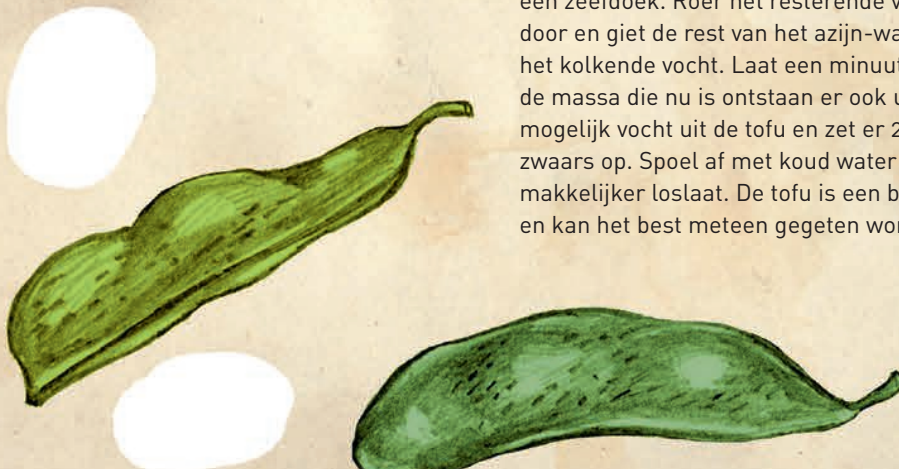 een zeefdoek. Roer het resterende v
door en giet de rest van het azijn-wa
het kolkende vocht. Laat een minuut
de massa die nu is ontstaan er ook u
mogelijk vocht uit de tofu en zet er 2
zwaars op. Spoel af met koud water
makkelijker loslaat. De tofu is een b
en kan het best meteen gegeten wor